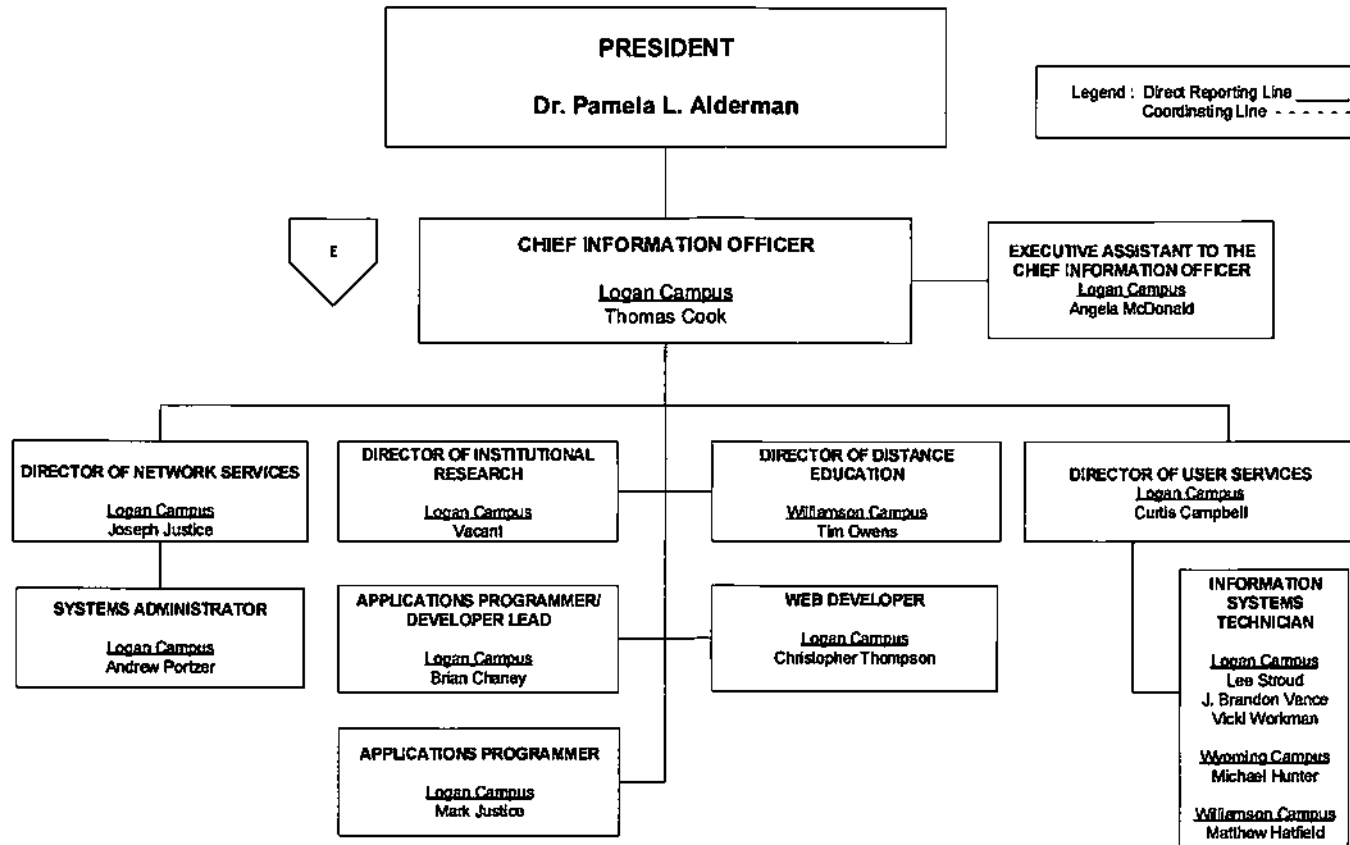 PRESIDENT
Dr. Pamela L. Alderman
Legend : Direct Reporting Line
Coordinating Line
E
CHIEF INFORMATION OFFICER
Logan Campus
Thomas Cook
EXECUTIVE ASSISTANT TO THE
CHIEF INFORMATION OFFICER
Logan Campus
Angela McDonald
DIRECTOR OF NETWORK SERVICES
Logan Campus
Joseph Justice
DIRECTOR OF INSTITUTIONAL
RESEARCH
Logan Campus
Vacant
DIRECTOR OF DISTANCE
EDUCATION
Williamson Campus
Tim Owens
DIRECTOR OF USER SERVICES
Logan Campus
Curtis Campbell
SYSTEMS ADMINISTRATOR
Logan Campus
Andrew Portzer
APPLICATIONS PROGRAMMER/
DEVELOPER LEAD
Logan Campus
Brian Chaney
WEB DEVELOPER
Logan Campus
Christopher Thompson
INFORMATION
SYSTEMS
TECHNICIAN
Logan Campus
Lee Stroud
J. Brandon Vance
Vicki Workman
Wyoming Campus
Michael Hunter
Williamson Campus
Matthew Hatfield
APPLICATIONS PROGRAMMER
Logan Campus
Mark Justice